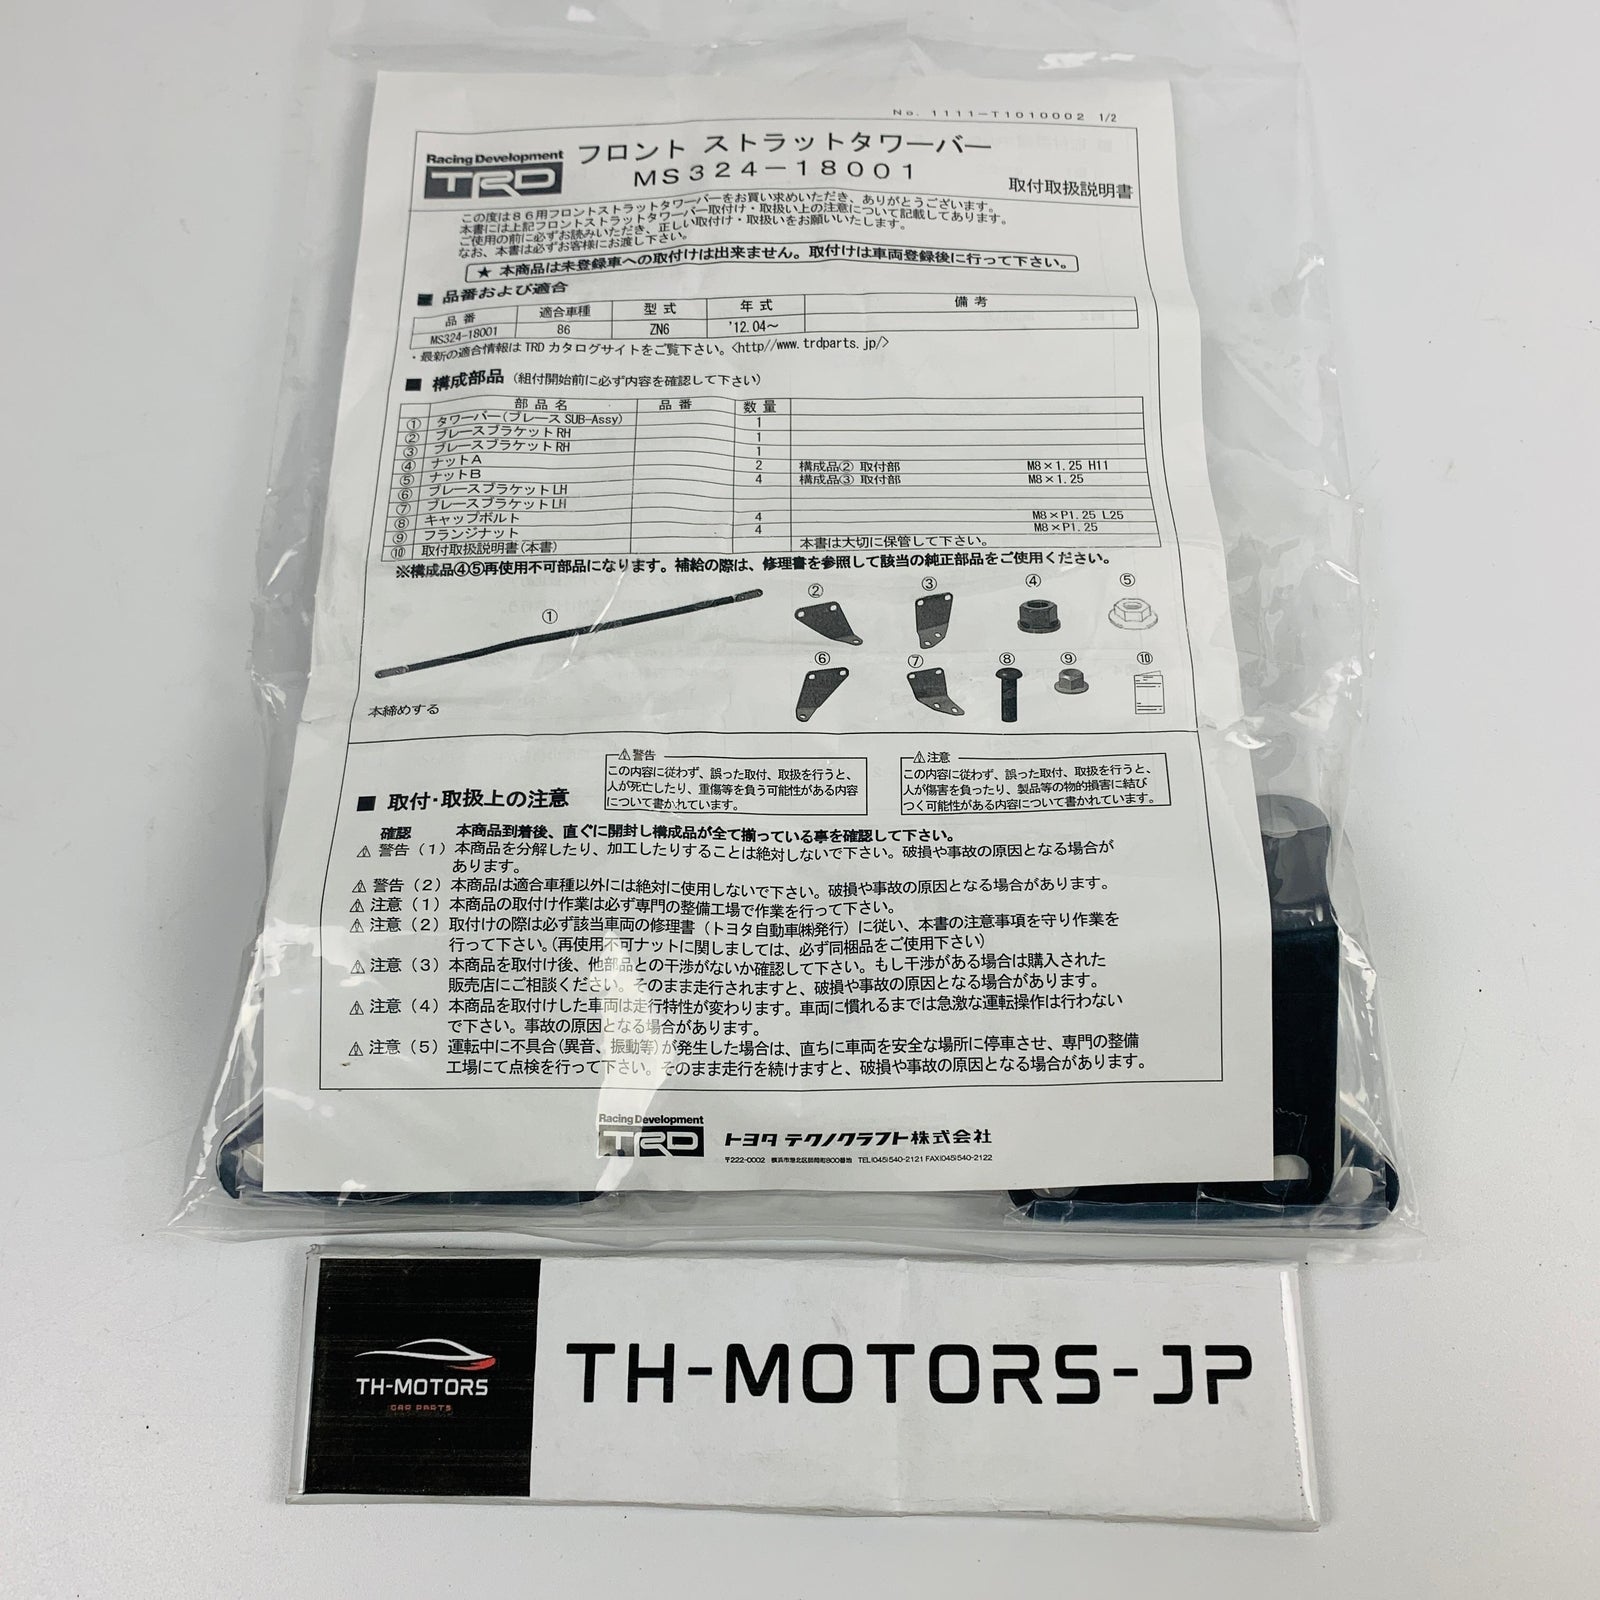 No. 1111-T1010002 1/2
Racing Development
TRD
フロント ストラットタワーバー
MS324-18001
取付取扱説明書
この度は86用フロントストラットタワーバーをお買い求めいただき、ありがとうございます。
本書には上記フロントストラットタワーバー取付け・取扱い上の注意について記載してあります。
ご使用の前に必ずお読みいただき、正しい取付け・取扱いをお願いいたします。
なお、本書は必ずお客様にお渡し下さい。
★ 本商品は未登録車への取付けは出来ません。取付けは車両登録後に行って下さい。
■ 品番および適合
品 番 適合車種 型 式 年 式 備 考
MS324-18001 86 ZN6 '12.04～
・最新の適合情報は TRD カタログサイトをご覧下さい。<http//www.trdparts.jp/>
■ 構成部品 (組付開始前に必ず内容を確認して下さい)
部 品 名 品 番 数 量
① タワーバー(ブレース SUB-Assy) 1
② ブレースブラケット RH 1
③ ブレースブラケット RH 1
④ ナットA 2 構成品② 取付部 M8×1.25 H11
⑤ ナットB 4 構成品③ 取付部 M8×1.25
⑥ ブレースブラケット LH
⑦ ブレースブラケット LH
⑧ キャップボルト 4 M8×P1.25 L25
⑨ フランジナット 4 M8×P1.25
⑩ 取付取扱説明書(本書) 本書は大切に保管して下さい。
※構成品④⑤再使用不可部品になります。補給の際は、修理書を参照して該当の純正部品をご使用ください。
① ② ③ ④ ⑤
⑥ ⑦ ⑧ ⑨ ⑩
本締めする
■ 取付・取扱上の注意
⚠警告
この内容に従わず、誤った取付、取扱を行うと、
人が死亡したり、重傷等を負う可能性がある内容
について書かれています。
⚠注意
この内容に従わず、誤った取付、取扱を行うと、
人が傷害を負ったり、製品等の物的損害に結び
つく可能性がある内容について書かれています。
確認 本商品到着後、直ぐに開封し構成品が全て揃っている事を確認して下さい。
⚠ 警告（1）本商品を分解したり、加工したりすることは絶対しないで下さい。破損や事故の原因となる場合が
あります。
⚠ 警告（2）本商品は適合車種以外には絶対に使用しないで下さい。破損や事故の原因となる場合があります。
⚠ 注意（1）本商品の取付け作業は必ず専門の整備工場で作業を行って下さい。
⚠ 注意（2）取付けの際は必ず該当車両の修理書（トヨタ自動車㈱発行）に従い、本書の注意事項を守り作業を
行って下さい。(再使用不可ナットに関しましては、必ず同梱品をご使用下さい)
⚠ 注意（3）本商品を取付け後、他部品との干渉がないか確認して下さい。もし干渉がある場合は購入された
販売店にご相談ください。そのまま走行されますと、破損や事故の原因となる場合があります。
⚠ 注意（4）本商品を取付けした車両は走行特性が変わります。車両に慣れるまでは急激な運転操作は行わない
で下さい。事故の原因となる場合があります。
⚠ 注意（5）運転中に不具合(異音、振動等)が発生した場合は、直ちに車両を安全な場所に停車させ、専門の整備
工場にて点検を行って下さい。そのまま走行を続けますと、破損や事故の原因となる場合があります。
Racing Development
TRD
トヨタ テクノクラフト株式会社
〒222-0002 横浜市港北区師岡町800番地 TEL(045)540-2121 FAX(045)540-2122
TH-MOTORS
CAR PARTS
TH-MOTORS-JP